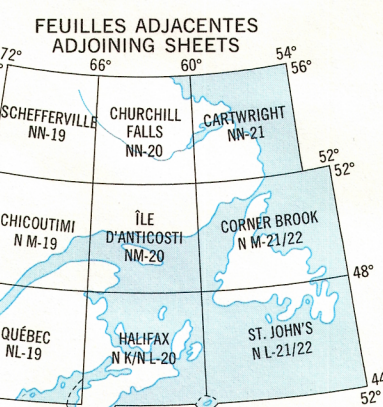 FEUILLES ADJACENTES
ADJOINING SHEETS
72°
66°
60°
54°
56°
SCHEFFERVILLE
NN-19
CHURCHILL
FALLS
NN-20
CARTWRIGHT
NN-21
52°
52°
CHICOUTIMI
N M-19
ÎLE
D'ANTICOSTI
NM-20
CORNER BROOK
N M-21/22
48°
QUÉBEC
NL-19
HALIFAX
N K/N L-20
ST. JOHN'S
N L-21/22
44
52°